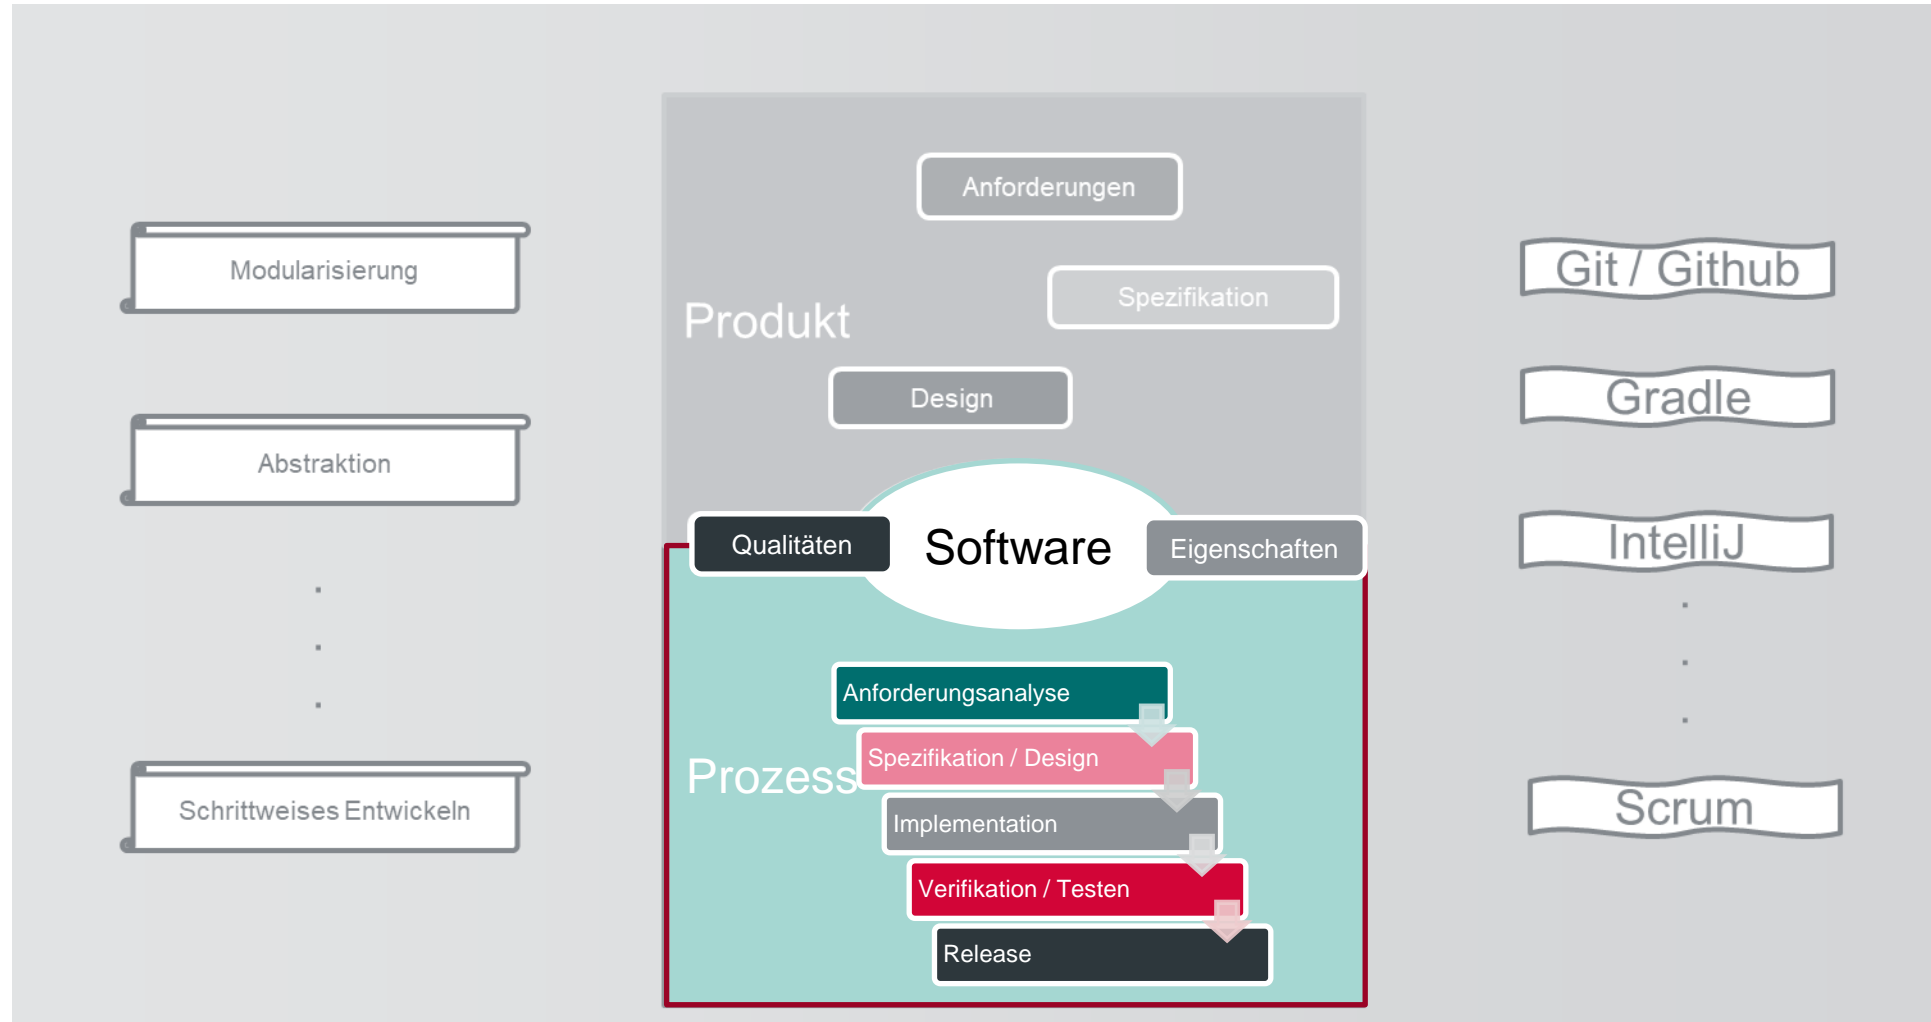 Modularisierung
Abstraktion
.
.
.
Schrittweises Entwickeln
Produkt
Anforderungen
Spezifikation
Design
Qualitäten
Software
Eigenschaften
Prozess
Anforderungsanalyse
Spezifikation / Design
Implementation
Verifikation / Testen
Release
Git / Github
Gradle
IntelliJ
.
.
.
Scrum